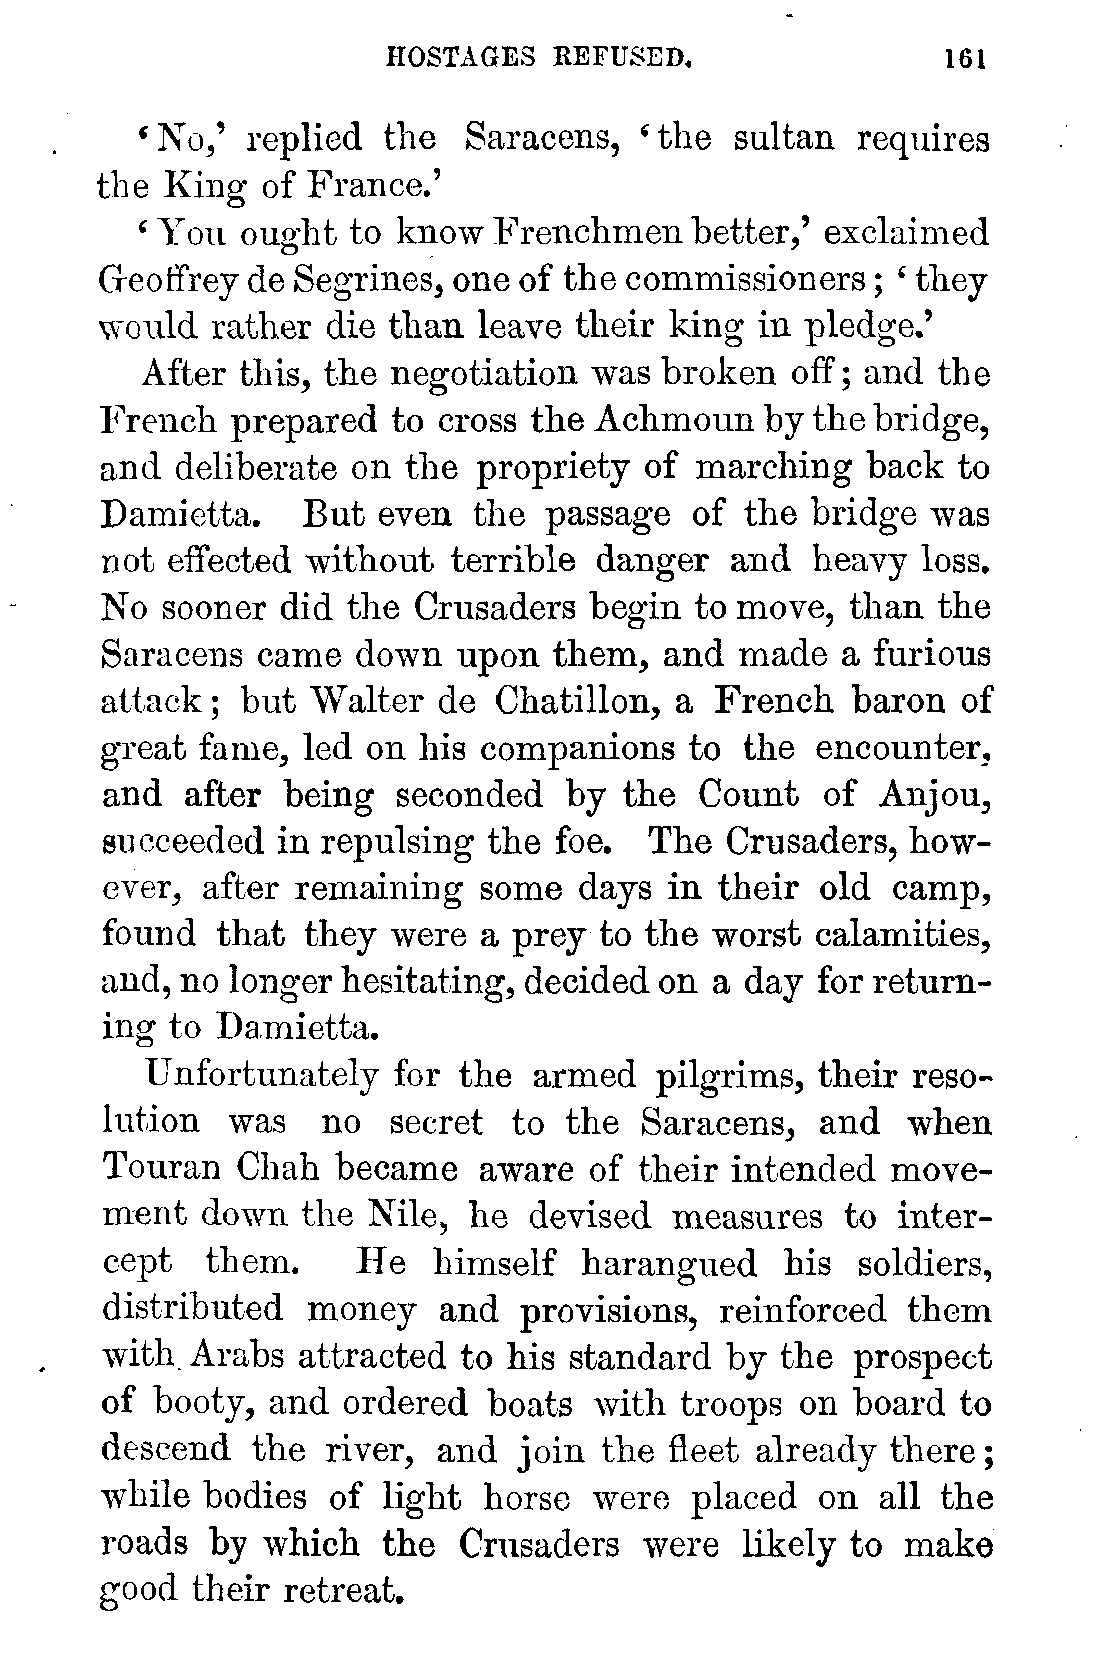 HOSTAGES REFUSED. 161
‘No,’ replied the Saracens, ‘the sultan requires
the King of France.’
‘You ought to know Frenchmen better,’ exclaimed
Geoffrey de Segrines, one of the commissioners; ‘they
would rather die than leave their king in pledge.’
After this, the negotiation was broken off; and the
French prepared to cross the Achmoun by the bridge,
and deliberate on the propriety of marching back to
Damietta. But even the passage of the bridge was
not effected without terrible danger and heavy loss.
No sooner did the Crusaders begin to move, than the
Saracens came down upon them, and made a furious
attack; but Walter de Chatillon, a French baron of
great fame, led on his companions to the encounter,
and after being seconded by the Count of Anjou,
succeeded in repulsing the foe. The Crusaders, how-
ever, after remaining some days in their old camp,
found that they were a prey to the worst calamities,
and, no longer hesitating, decided on a day for return-
ing to Damietta.
Unfortunately for the armed pilgrims, their reso-
lution was no secret to the Saracens, and when
Touran Chah became aware of their intended move-
ment down the Nile, he devised measures to inter-
cept them. He himself harangued his soldiers,
distributed money and provisions, reinforced them
with Arabs attracted to his standard by the prospect
of booty, and ordered boats with troops on board to
descend the river, and join the fleet already there;
while bodies of light horse were placed on all the
roads by which the Crusaders were likely to make
good their retreat.